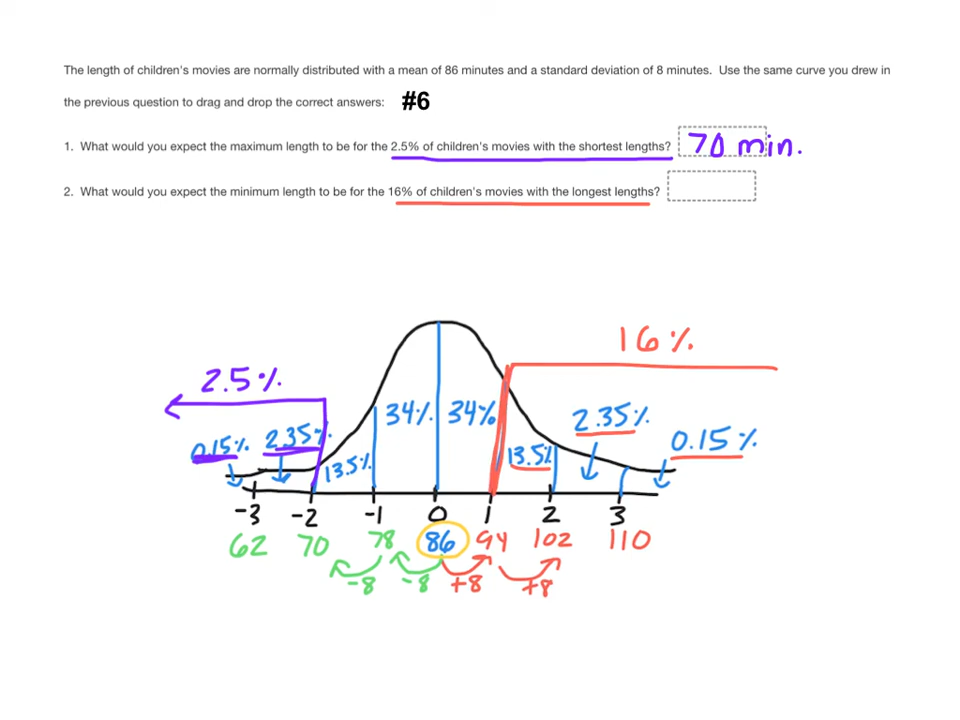 The length of children's movies are normally distributed with a mean of 86 minutes and a standard deviation of 8 minutes. Use the same curve you drew in
the previous question to drag and drop the correct answers: #6
1. What would you expect the maximum length to be for the 2.5% of children's movies with the shortest lengths? 70 min.
2. What would you expect the minimum length to be for the 16% of children's movies with the longest lengths?
16%
2.5%
34% 34% 2.35%
0.15% 2.35% 0.15%
13.5% 13.5%
-3 -2 -1 0 1 2 3
62 70 78 86 94 102 110
-8 -8 +8 +8